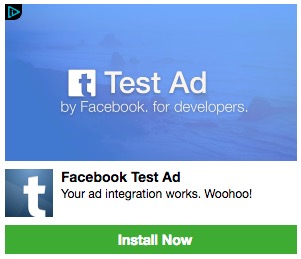 t Test Ad
by Facebook. for developers.
t
Facebook Test Ad
Your ad integration works. Woohoo!
Install Now